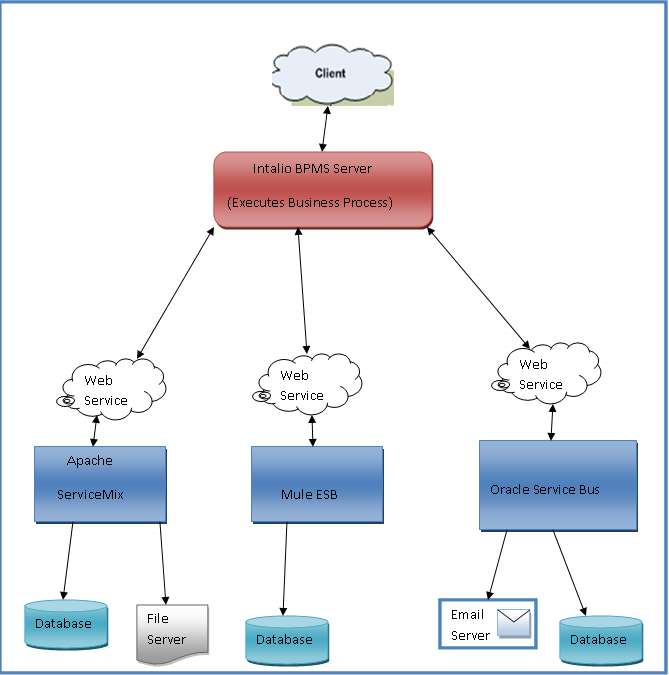 Client
Intalio BPMS Server
(Executes Business Process)
Web
Service
Web
Service
Web
Service
Apache
ServiceMix
Mule ESB
Oracle Service Bus
Database
File
Server
Database
Email
Server
Database